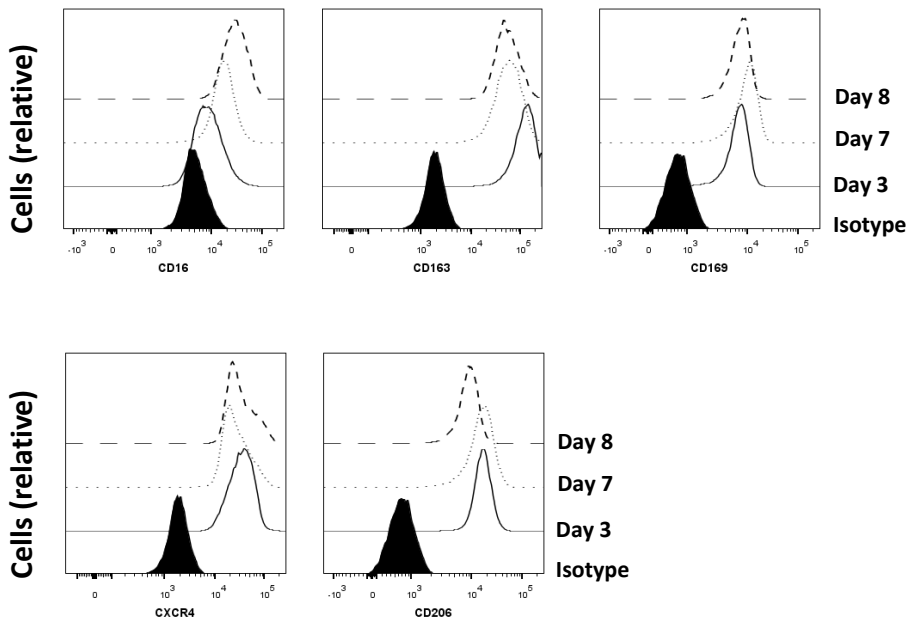 Cells (relative)
Day 8
Day 7
Day 3
Isotype
-10³ 0 10³ 10⁴ 10⁵
CD16
0 10³ 10⁴ 10⁵
CD163
-10³ 0 10³ 10⁴ 10⁵
CD169
Cells (relative)
Day 8
Day 7
Day 3
Isotype
0 10³ 10⁴ 10⁵
CXCR4
-10³ 0 10³ 10⁴ 10⁵
CD206